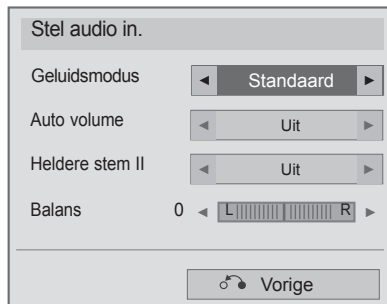 Stel audio in.
Geluidsmodus ◄ Standaard ►
Auto volume ◄ Uit ►
Heldere stem II ◄ Uit ►
Balans 0 ◄ L R ►
Vorige